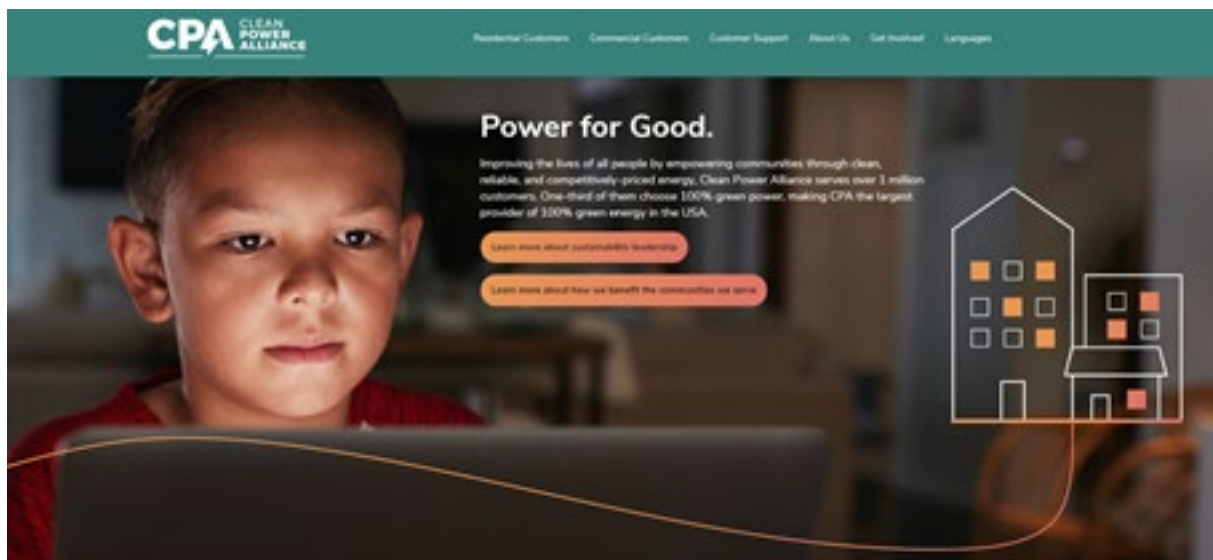 CPA CLEAN
POWER
ALLIANCE
Residential Customers Commercial Customers Customer Support About Us Get Involved Languages
Power for Good.
Improving the lives of all people by empowering communities through clean,
reliable, and competitively-priced energy, Clean Power Alliance serves over 1 million
customers. One-third of them choose 100% green power, making CPA the largest
provider of 100% green energy in the USA.
Learn more about sustainability leadership
Learn more about how we benefit the communities we serve